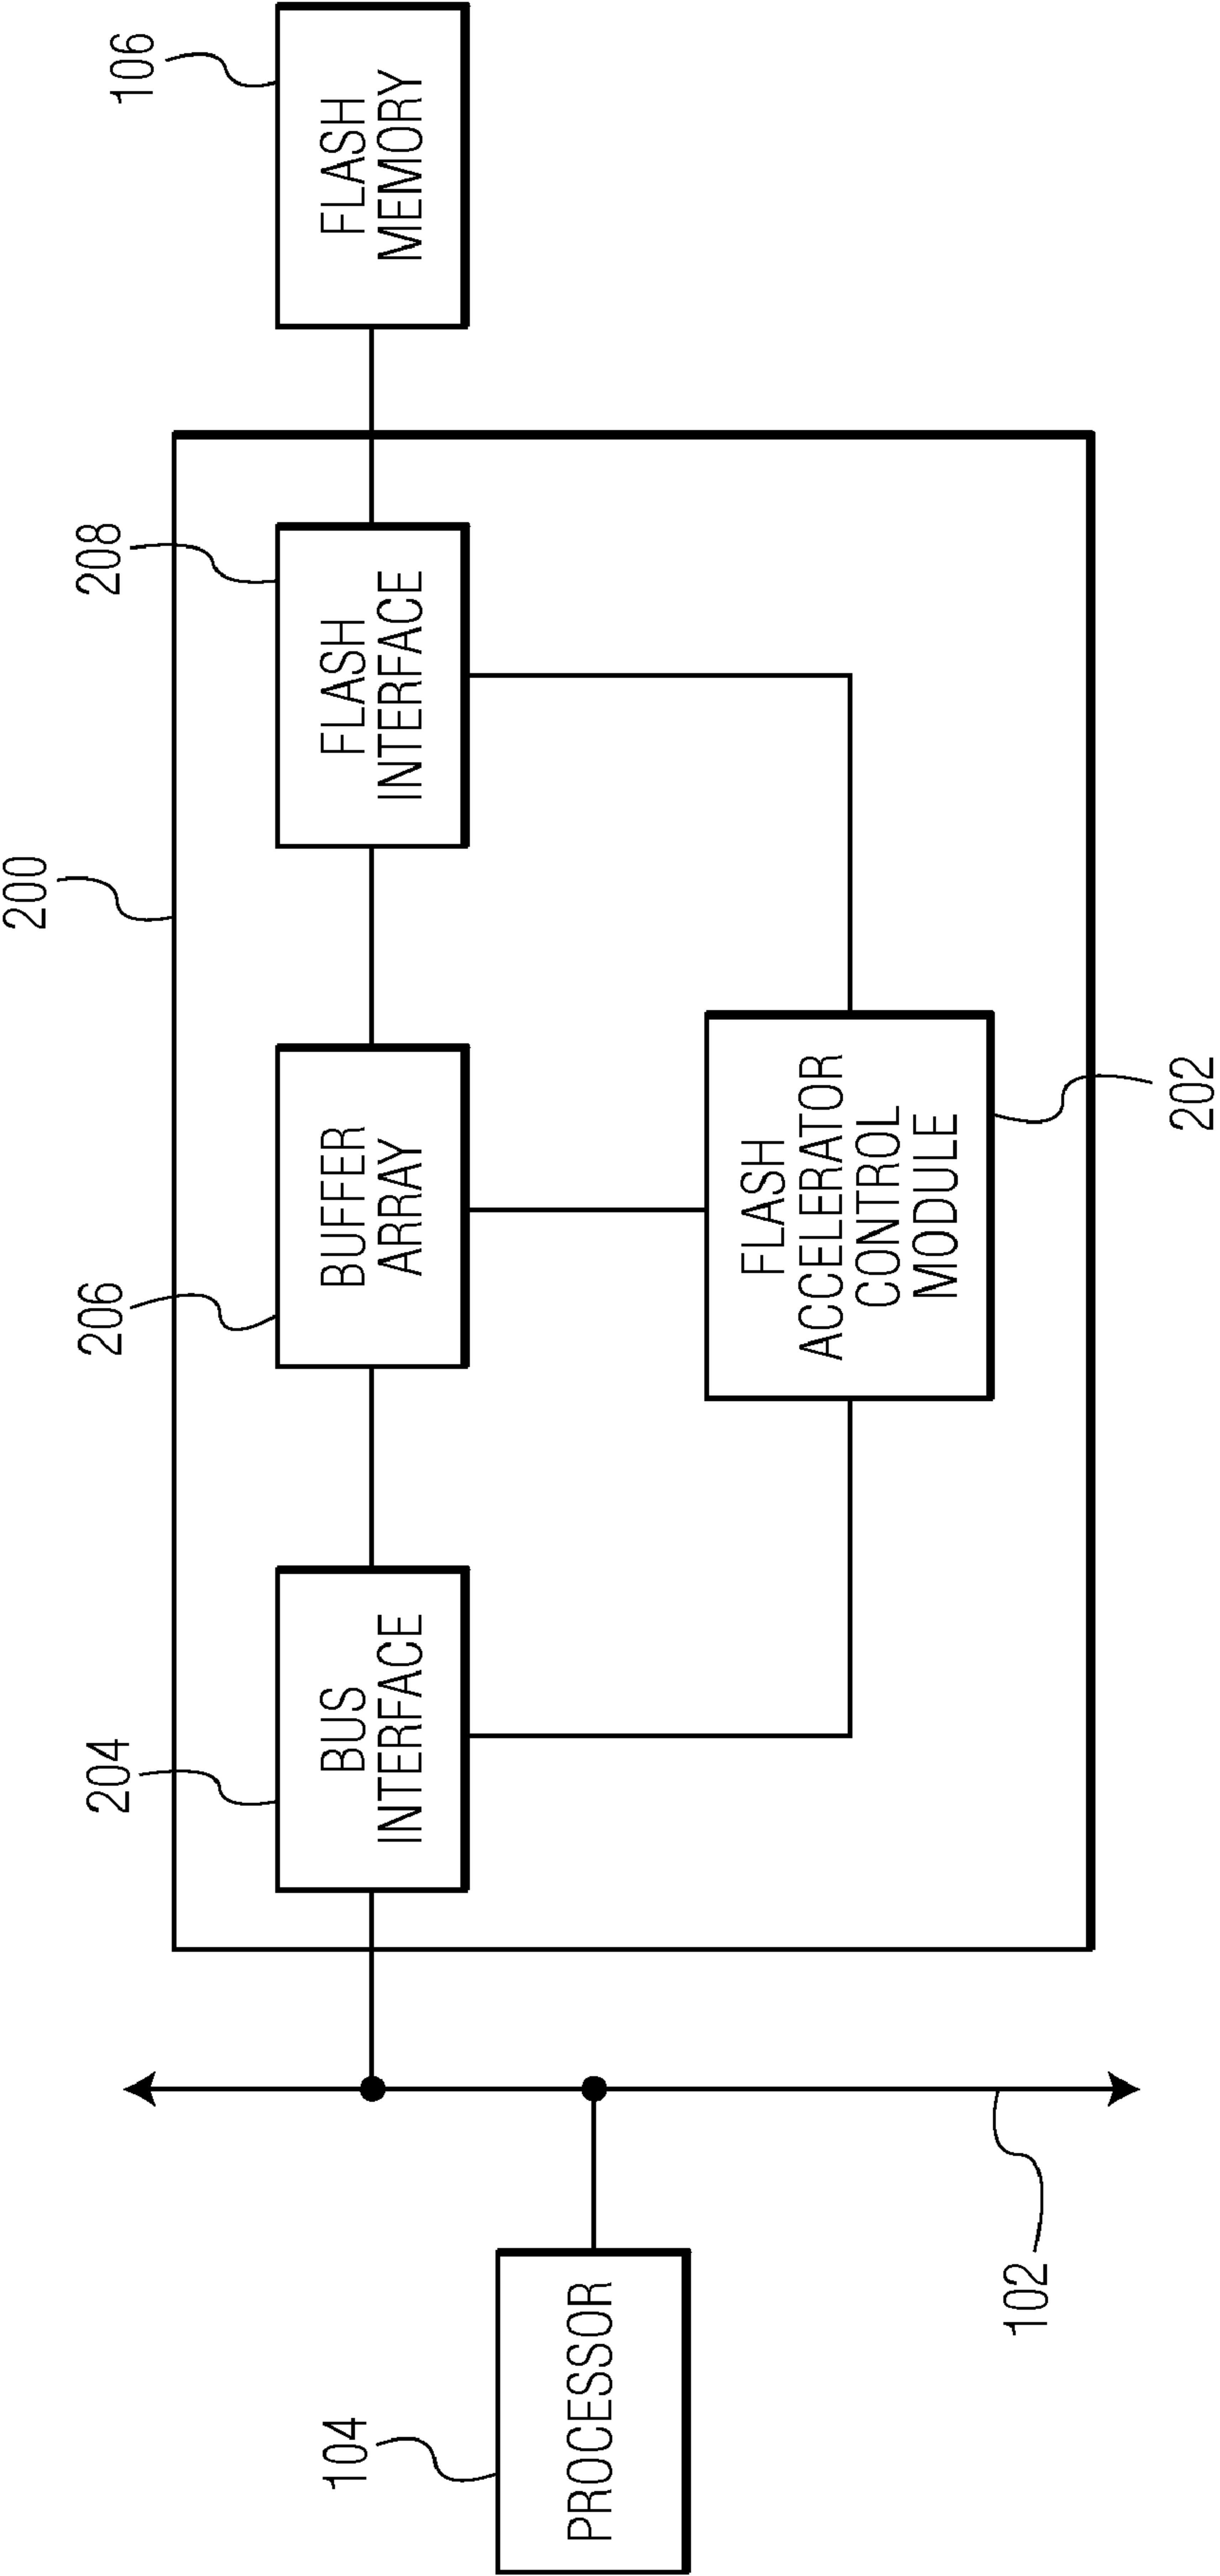 200
204
206
208
106
BUS
INTERFACE
BUFFER
ARRAY
FLASH
INTERFACE
FLASH
MEMORY
104
PROCESSOR
FLASH
ACCELERATOR
CONTROL
MODULE
102
202